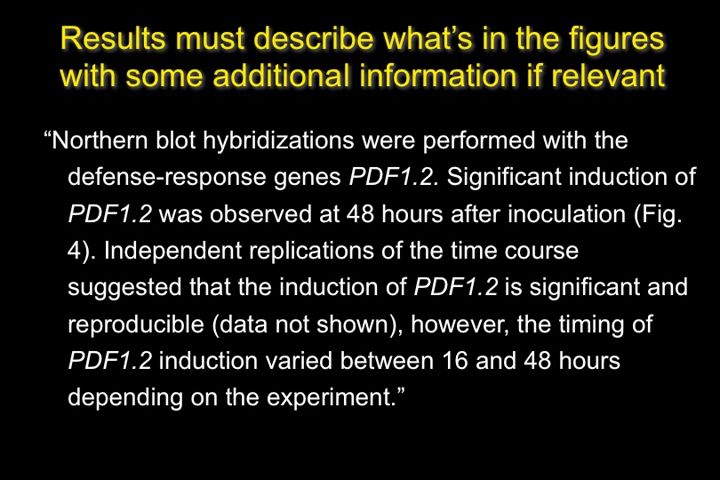 Results must describe what's in the figures
with some additional information if relevant
“Northern blot hybridizations were performed with the
defense-response genes PDF1.2. Significant induction of
PDF1.2 was observed at 48 hours after inoculation (Fig.
4). Independent replications of the time course
suggested that the induction of PDF1.2 is significant and
reproducible (data not shown), however, the timing of
PDF1.2 induction varied between 16 and 48 hours
depending on the experiment.”